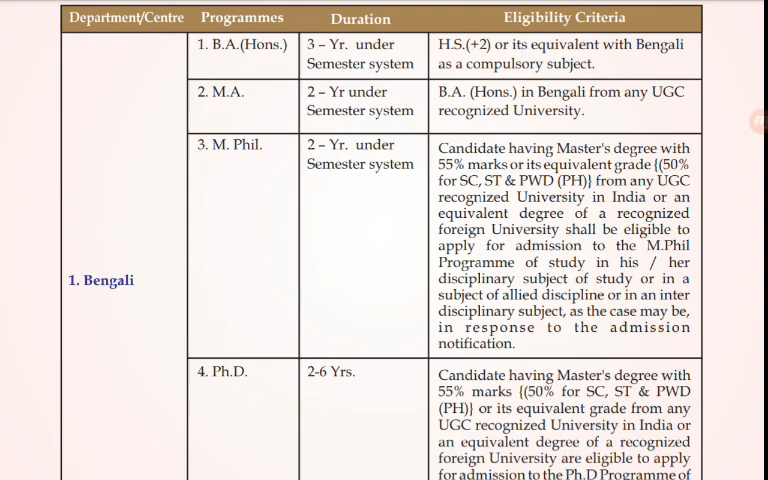 Department/Centre Programmes Duration Eligibility Criteria
1. Bengali
1. B.A.(Hons.)
3 – Yr. under
Semester system
H.S.(+2) or its equivalent with Bengali
as a compulsory subject.
2. M.A.
2 – Yr under
Semester system
B.A. (Hons.) in Bengali from any UGC
recognized University.
3. M. Phil.
2 – Yr. under
Semester system
Candidate having Master's degree with
55% marks or its equivalent grade {(50%
for SC, ST & PWD (PH)} from any UGC
recognized University in India or an
equivalent degree of a recognized
foreign University shall be eligible to
apply for admission to the M.Phil
Programme of study in his / her
disciplinary subject of study or in a
subject of allied discipline or in an inter
disciplinary subject, as the case may be,
in response to the admission
notification.
4. Ph.D.
2-6 Yrs.
Candidate having Master's degree with
55% marks {(50% for SC, ST & PWD
(PH)} or its equivalent grade from any
UGC recognized University in India or
an equivalent degree of a recognized
foreign University are eligible to apply
for admission to the Ph.D Programme of